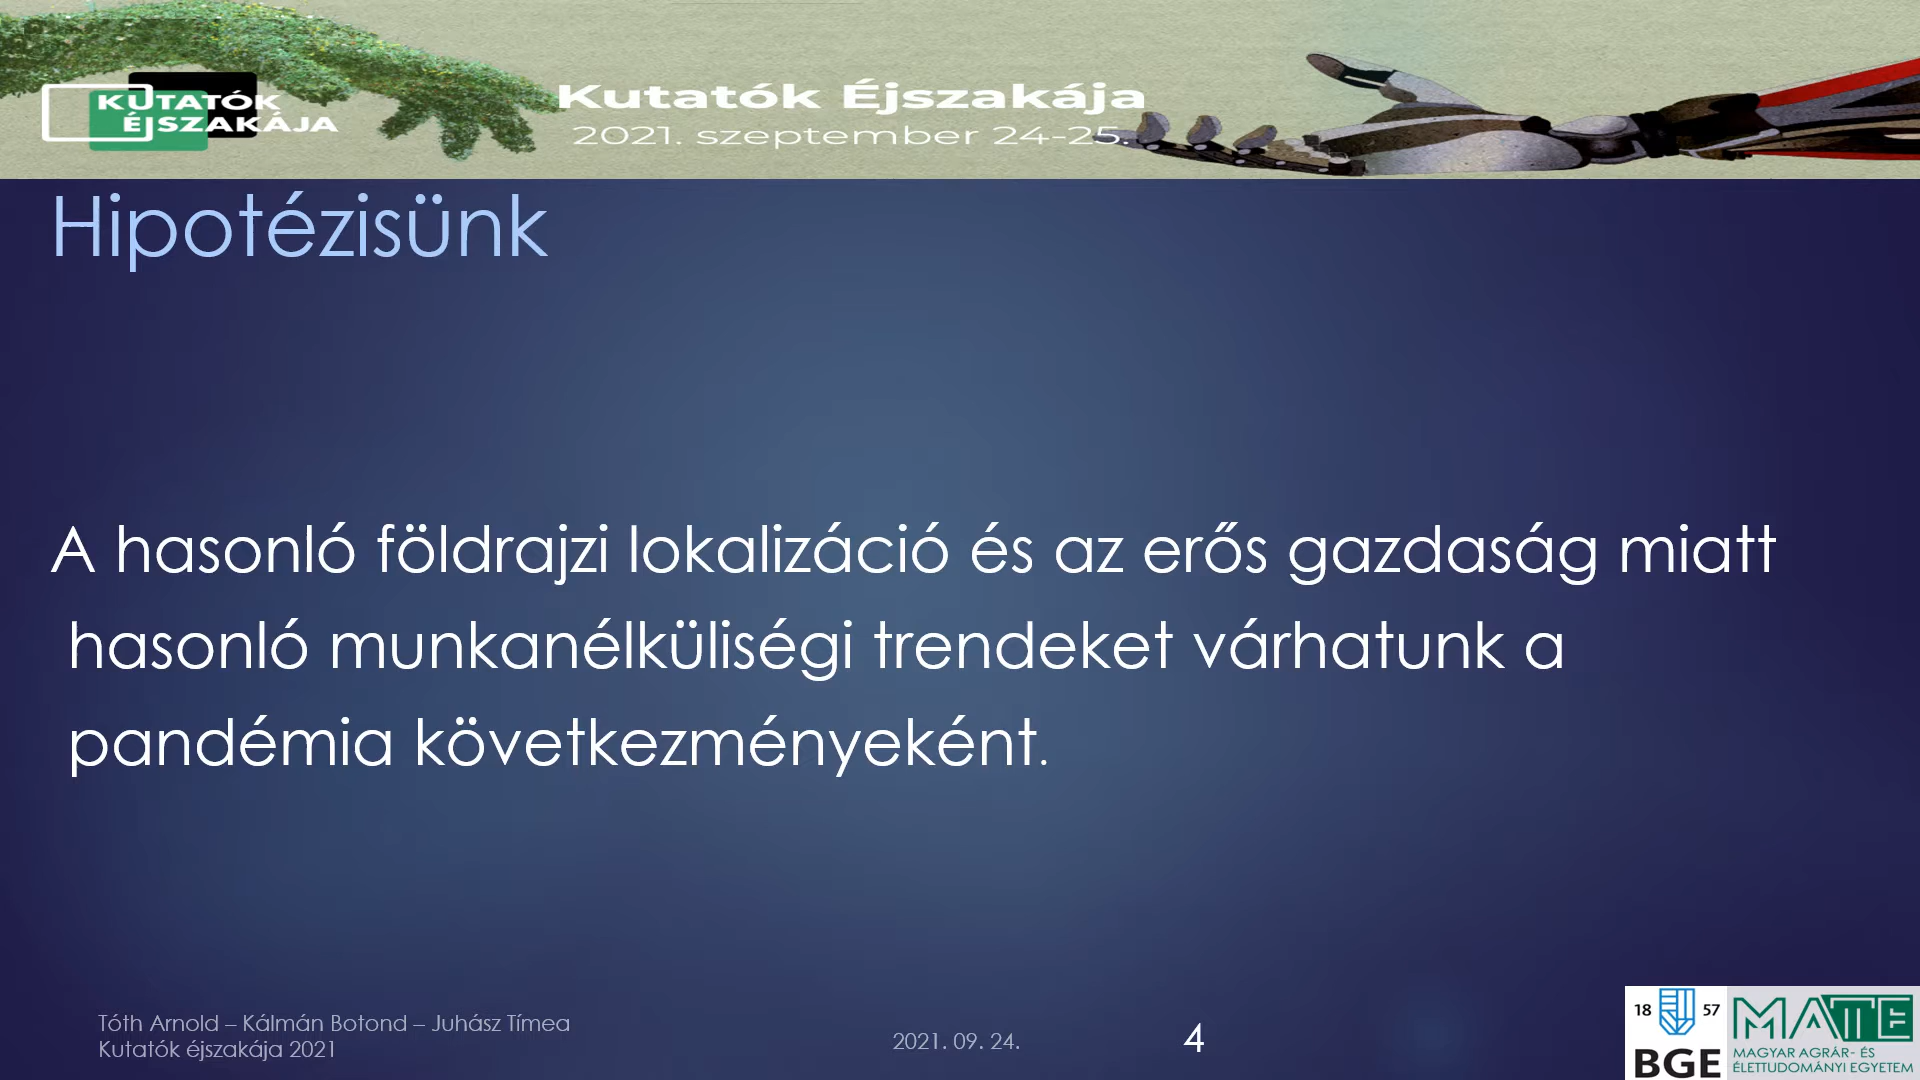 KUTATÓK
ÉJSZAKÁJA
Kutatók Éjszakája
2021. szeptember 24-25.
Hipotézisünk
A hasonló földrajzi lokalizáció és az erős gazdaság miatt
hasonló munkanélküliségi trendeket várhatunk a
pandémia következményeként.
Tóth Arnold – Kálmán Botond – Juhász Tímea
Kutatók éjszakája 2021
2021. 09. 24.
4
18 57
BGE
MATE
MAGYAR AGRÁR- ÉS
ÉLETTUDOMÁNYI EGYETEM